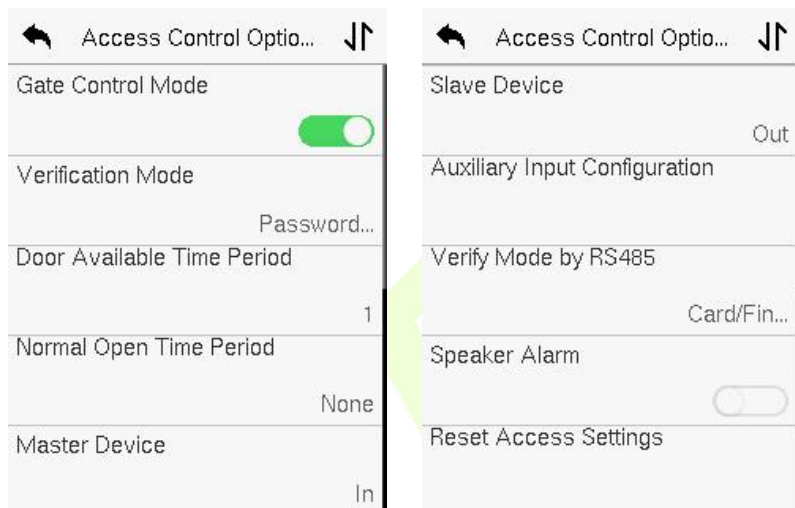 Access Control Optio...
Gate Control Mode
Verification Mode
Password...
Door Available Time Period
1
Normal Open Time Period
None
Master Device
In
Access Control Optio...
Slave Device
Out
Auxiliary Input Configuration
Verify Mode by RS485
Card/Fin...
Speaker Alarm
Reset Access Settings